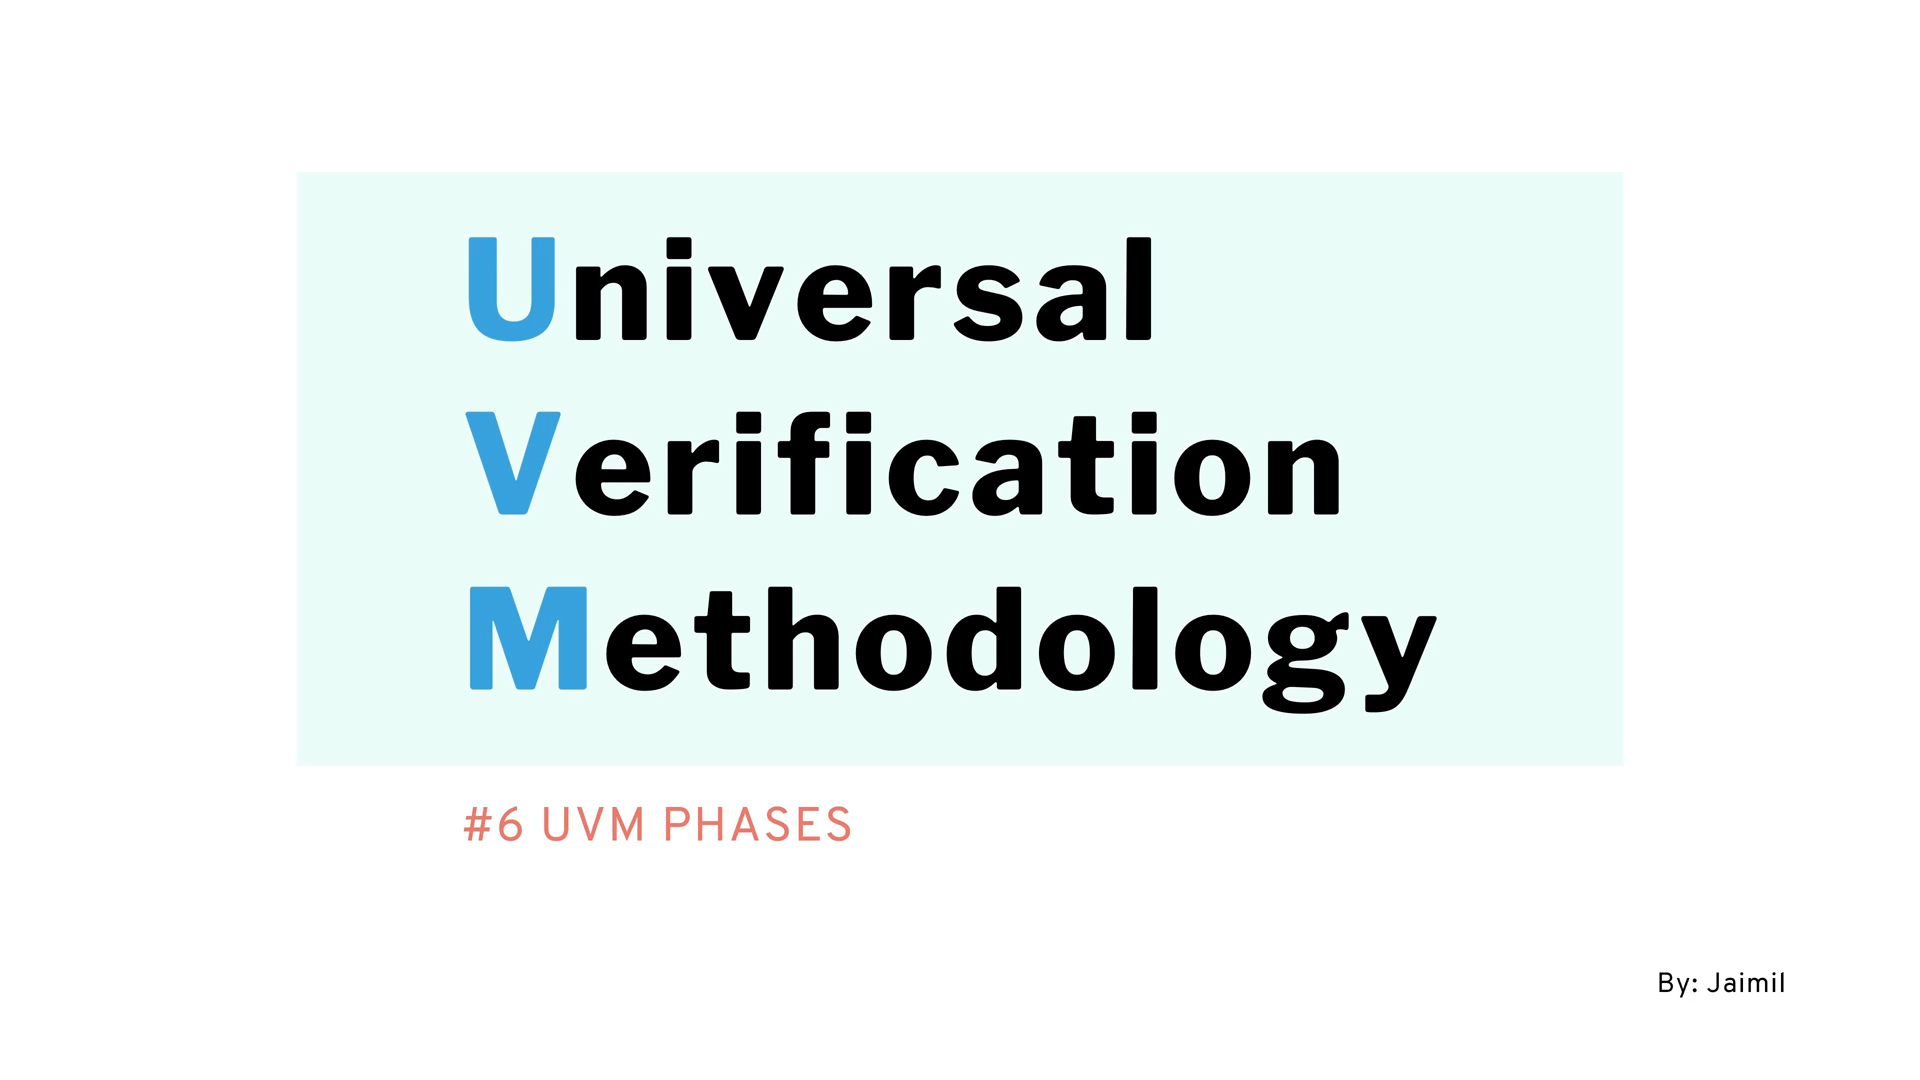 Universal
Verification
Methodology
#6 UVM PHASES
By: Jaimil